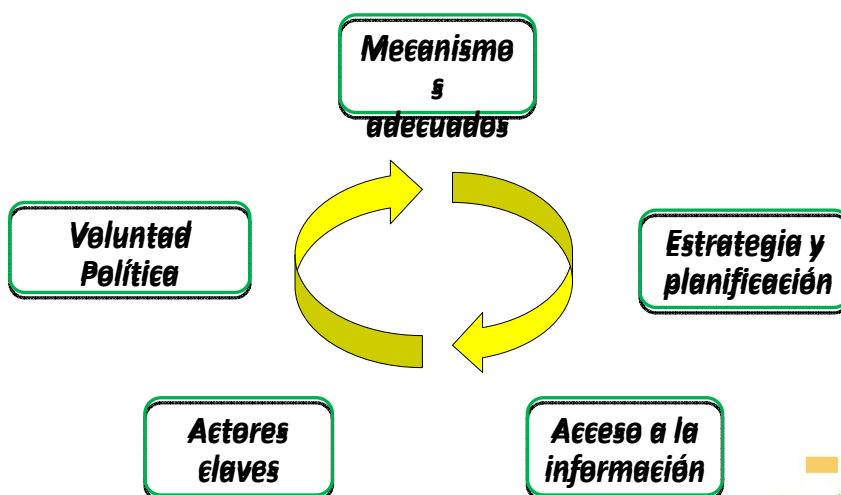 Mecanismo
s
adecuados
Voluntad
Política
Estrategia y
planificación
Actores
claves
Acceso a la
información